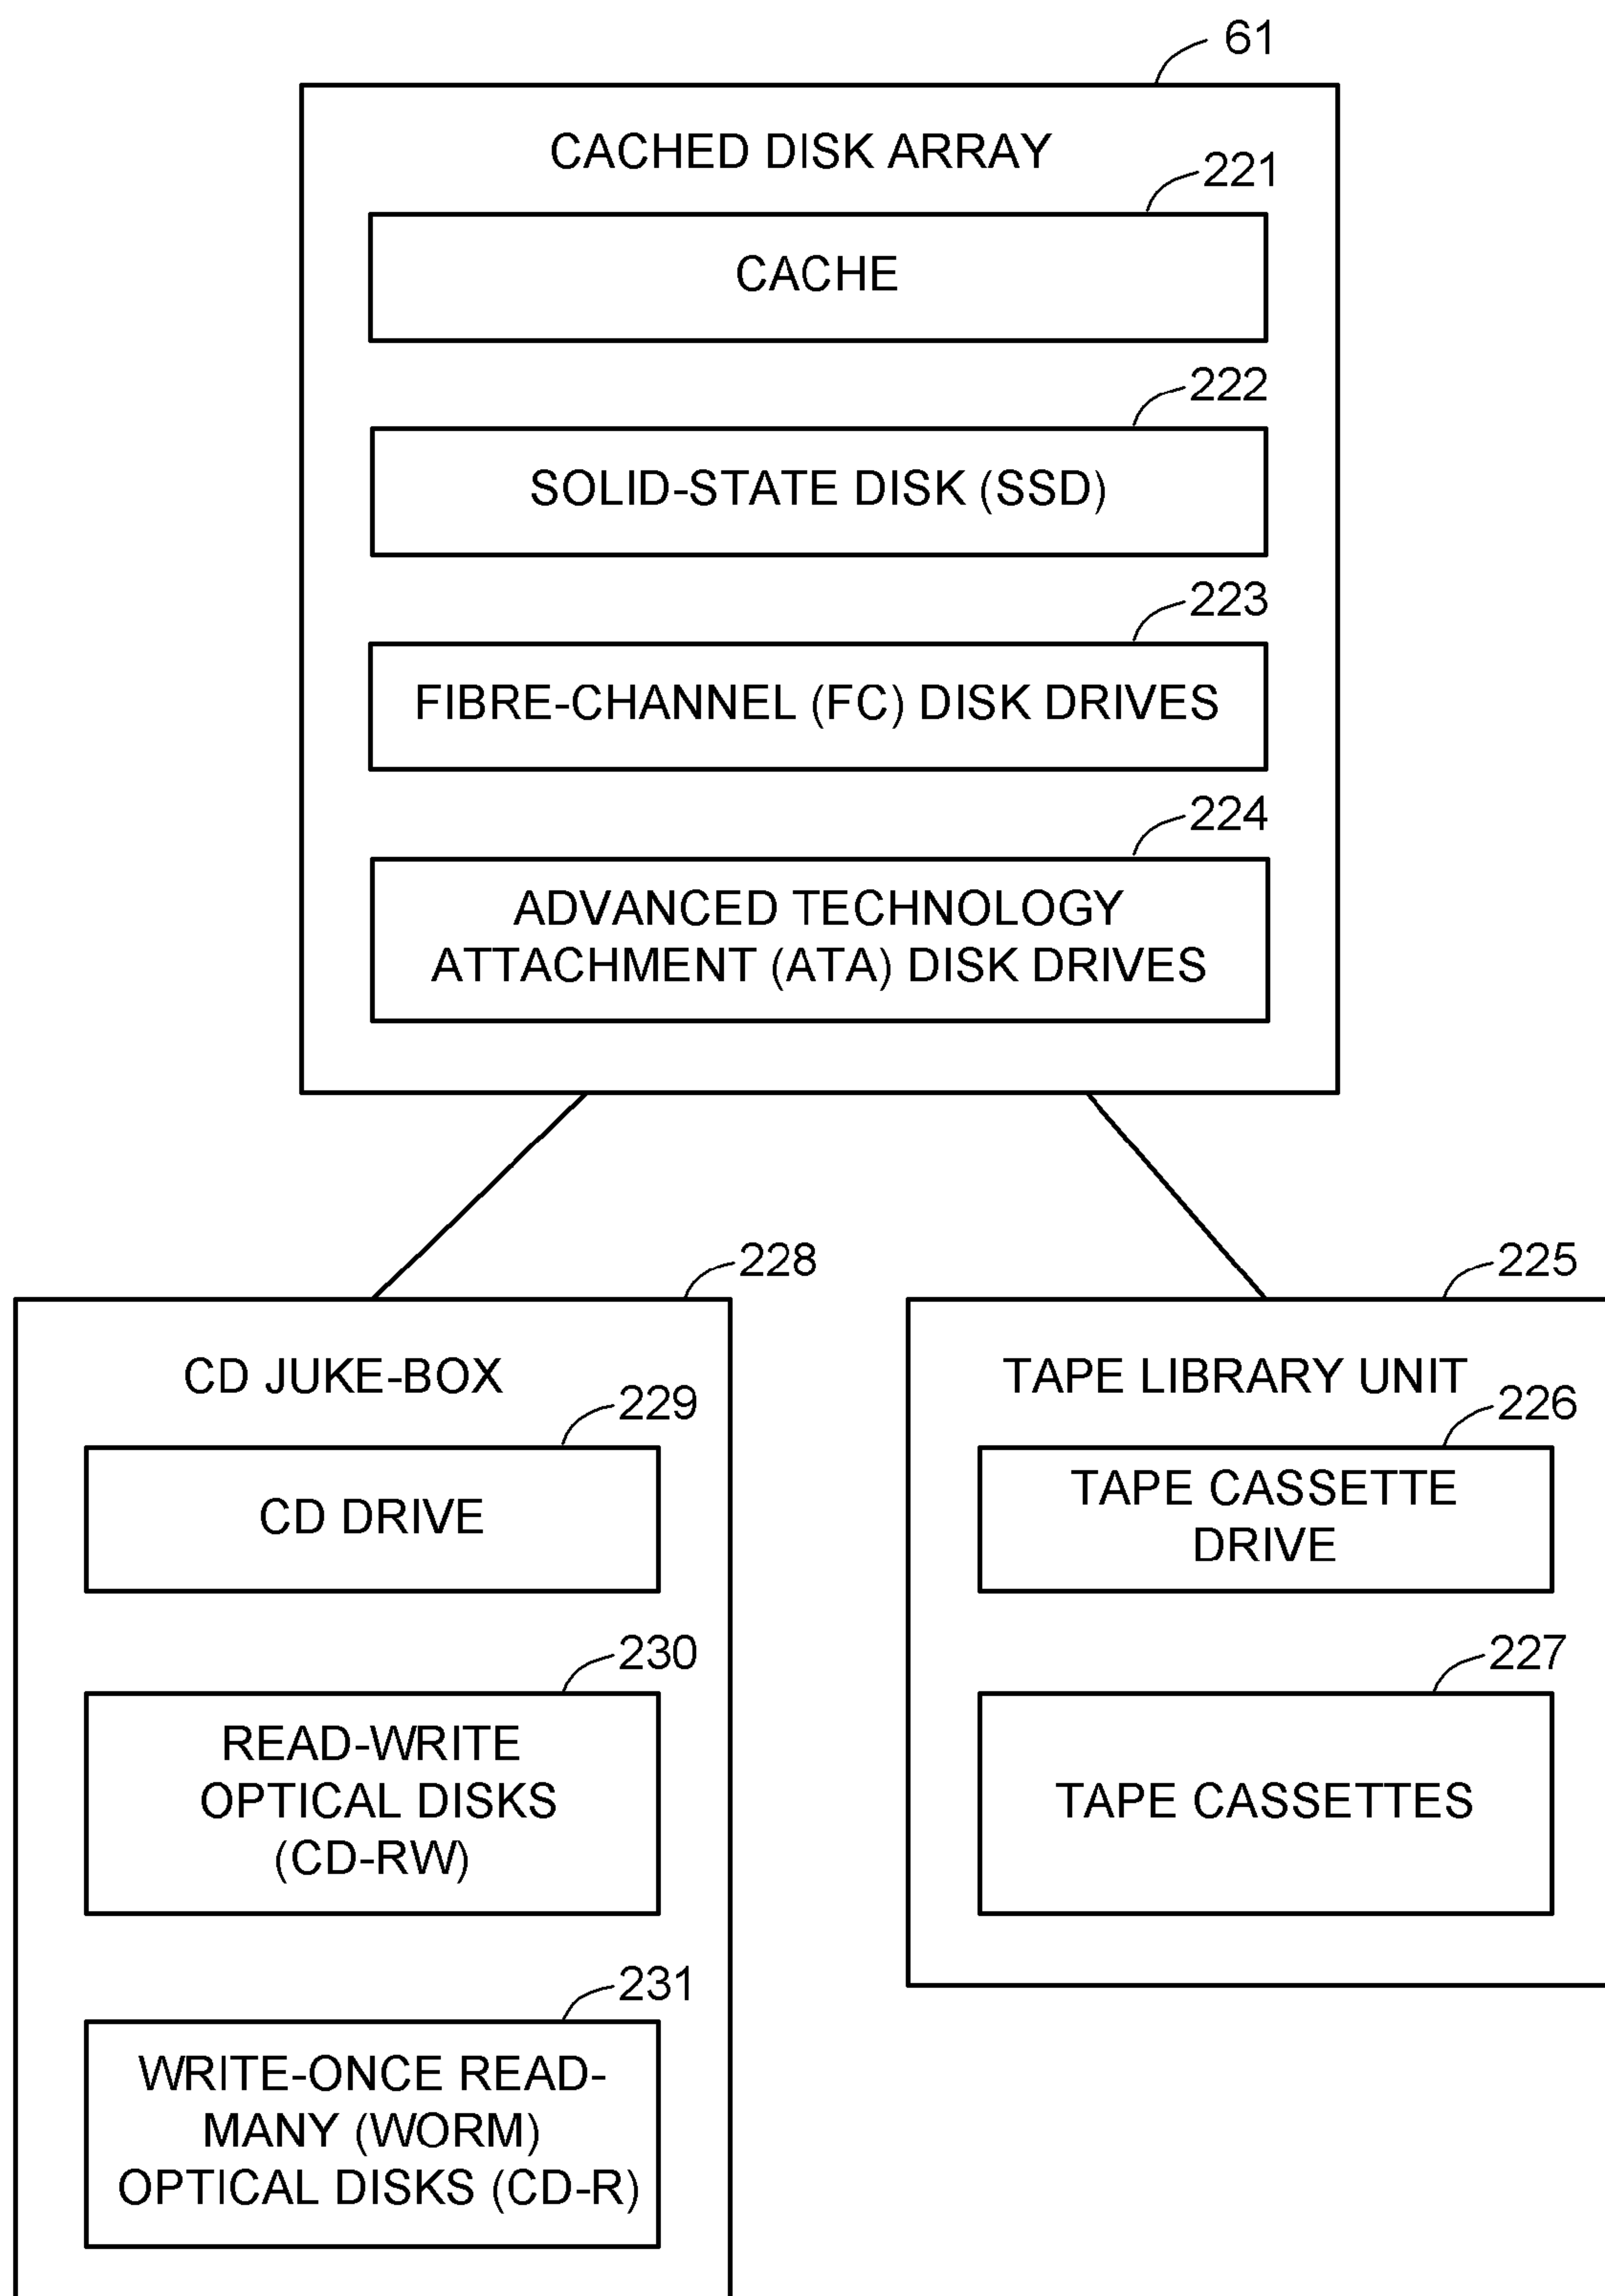 61
CACHED DISK ARRAY
221
CACHE
222
SOLID-STATE DISK (SSD)
223
FIBRE-CHANNEL (FC) DISK DRIVES
224
ADVANCED TECHNOLOGY
ATTACHMENT (ATA) DISK DRIVES
228
CD JUKE-BOX
229
CD DRIVE
230
READ-WRITE
OPTICAL DISKS
(CD-RW)
231
WRITE-ONCE READ-
MANY (WORM)
OPTICAL DISKS (CD-R)
225
TAPE LIBRARY UNIT
226
TAPE CASSETTE
DRIVE
227
TAPE CASSETTES